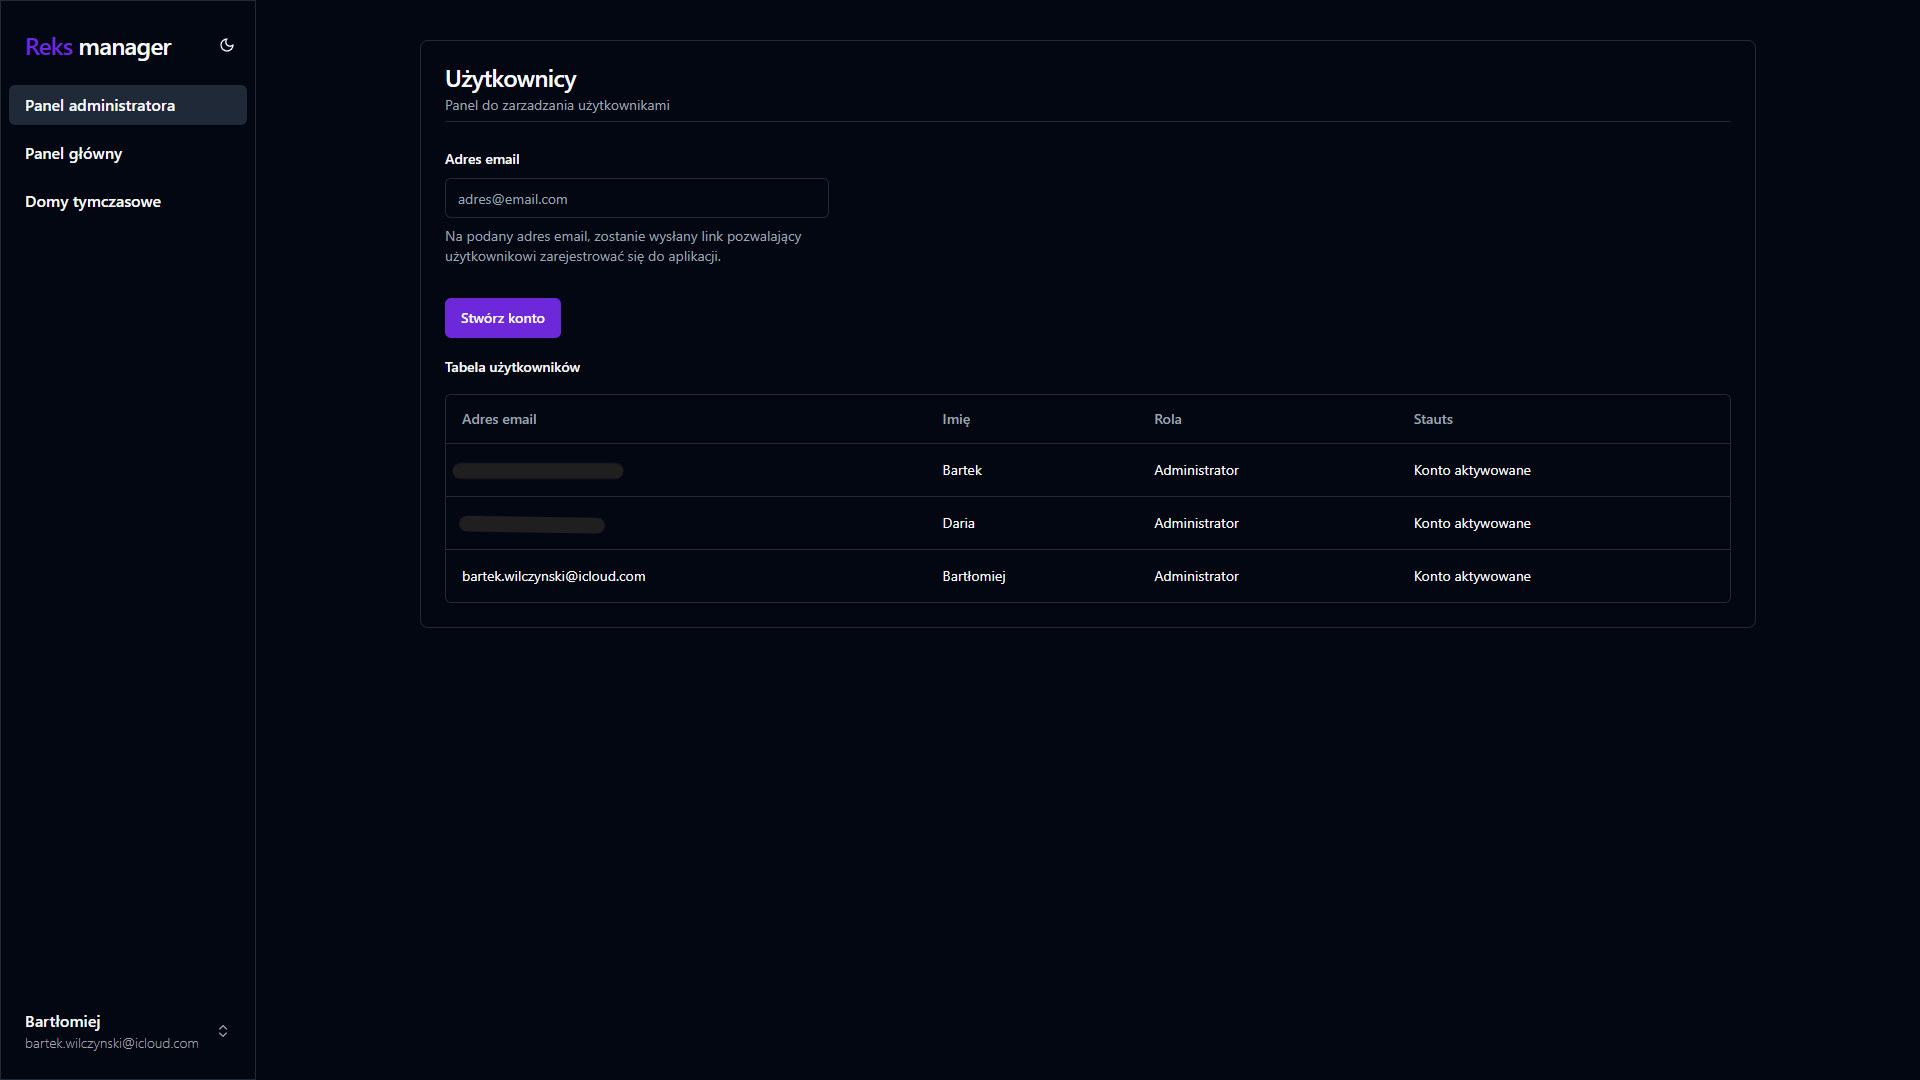 Reks manager
Panel administratora
Panel główny
Domy tymczasowe
Użytkownicy
Panel do zarzadzania użytkownikami
Adres email
adres@email.com
Na podany adres email, zostanie wysłany link pozwalający
użytkownikowi zarejestrować się do aplikacji.
Stwórz konto
Tabela użytkowników
Adres email Imię Rola Stauts
Bartek Administrator Konto aktywowane
Daria Administrator Konto aktywowane
bartek.wilczynski@icloud.com Bartłomiej Administrator Konto aktywowane
Bartłomiej
bartek.wilczynski@icloud.com